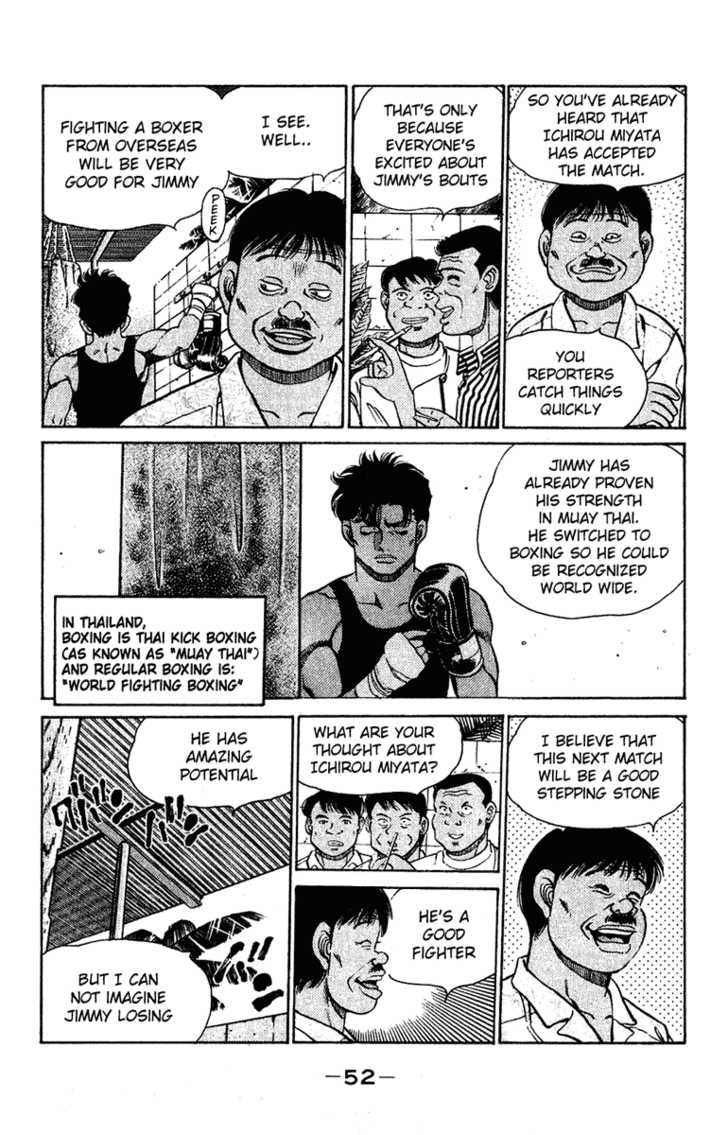 SO YOU'VE ALREADY
HEARD THAT
ICHIROU MIYATA
HAS ACCEPTED
THE MATCH.
YOU
REPORTERS
CATCH THINGS
QUICKLY
THAT'S ONLY
BECAUSE
EVERYONE'S
EXCITED ABOUT
JIMMY'S BOUTS
I SEE.
WELL..
FIGHTING A BOXER
FROM OVERSEAS
WILL BE VERY
GOOD FOR JIMMY
PEEK
JIMMY HAS
ALREADY PROVEN
HIS STRENGTH
IN MUAY THAI.
HE SWITCHED TO
BOXING SO HE COULD
BE RECOGNIZED
WORLD WIDE.
IN THAILAND,
BOXING IS THAI KICK BOXING
(AS KNOWN AS "MUAY THAI")
AND REGULAR BOXING IS:
"WORLD FIGHTING BOXING"
I BELIEVE THAT
THIS NEXT MATCH
WILL BE A GOOD
STEPPING STONE
WHAT ARE YOUR
THOUGHT ABOUT
ICHIROU MIYATA?
HE'S A
GOOD
FIGHTER
HE HAS
AMAZING
POTENTIAL
BUT I CAN
NOT IMAGINE
JIMMY LOSING
—52—